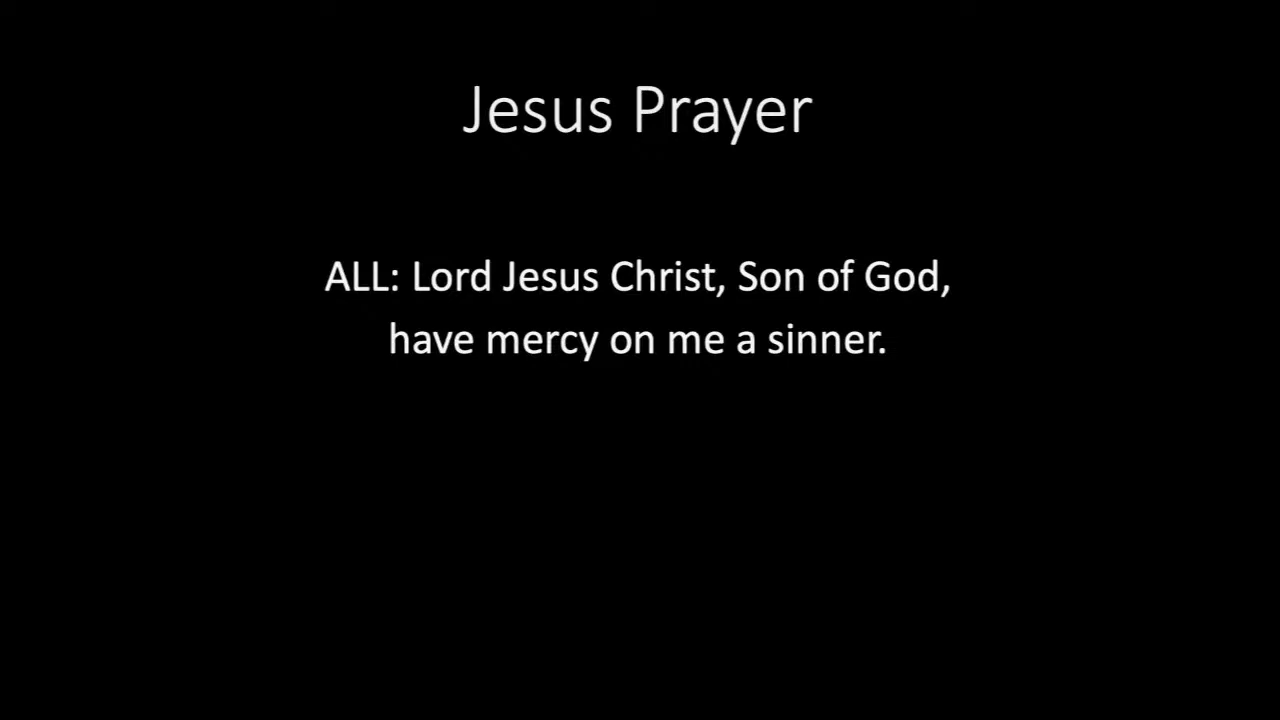 Jesus Prayer
ALL: Lord Jesus Christ, Son of God,
have mercy on me a sinner.